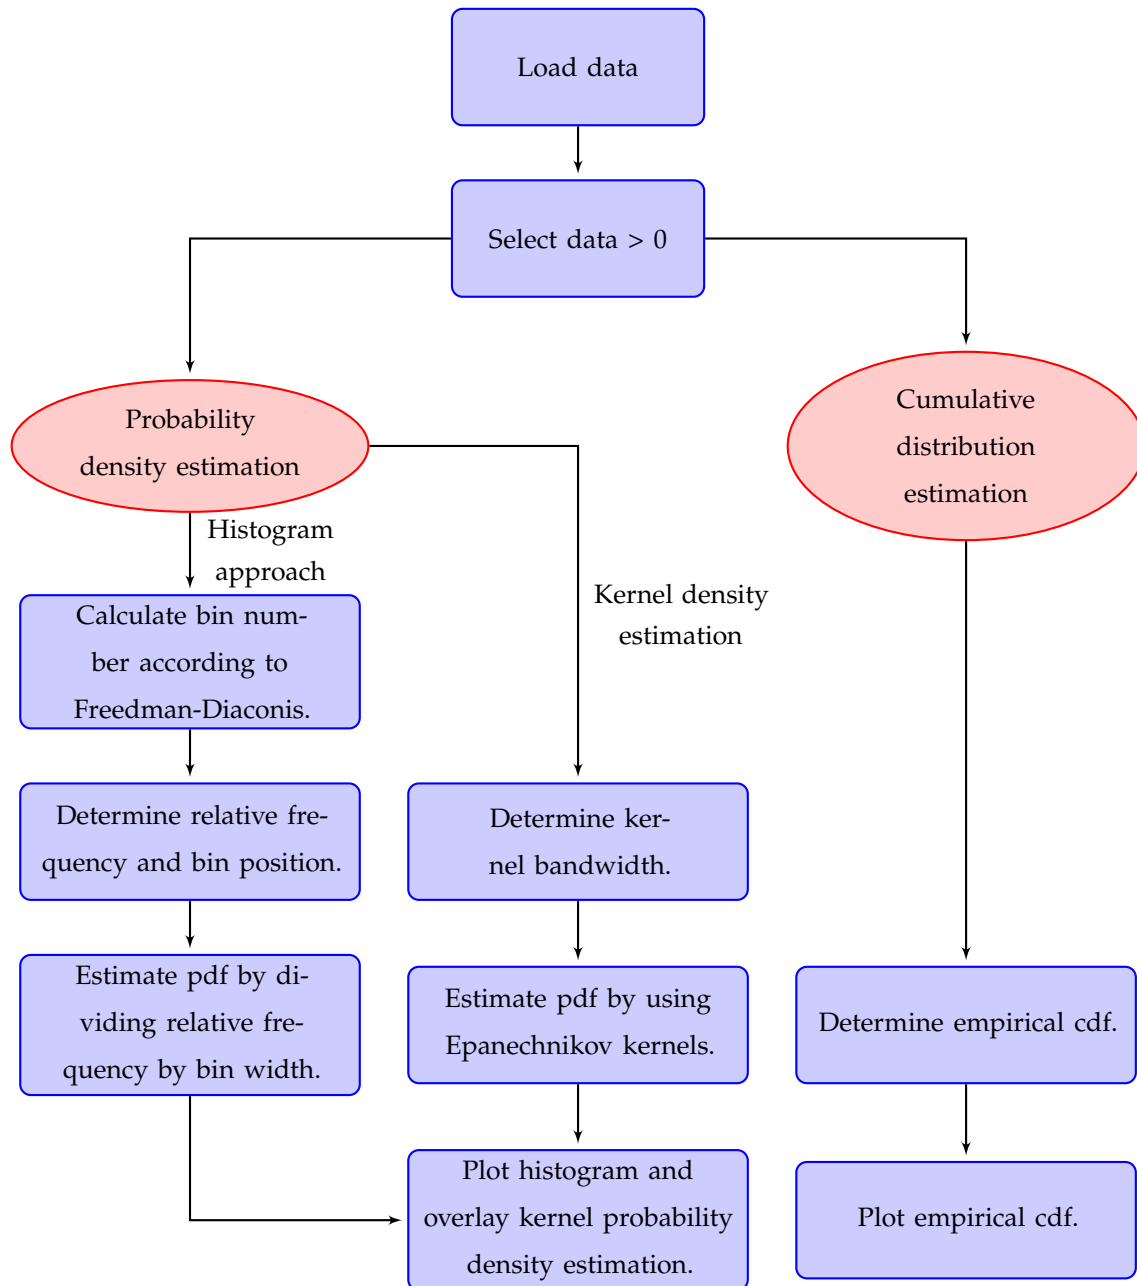 Load data
Select data > 0
Probability
density estimation
Cumulative
distribution
estimation
Histogram
approach
Kernel density
estimation
Calculate bin num-
ber according to
Freedman-Diaconis.
Determine relative fre-
quency and bin position.
Determine ker-
nel bandwidth.
Estimate pdf by di-
viding relative fre-
quency by bin width.
Estimate pdf by using
Epanechnikov kernels.
Determine empirical cdf.
Plot histogram and
overlay kernel probability
density estimation.
Plot empirical cdf.